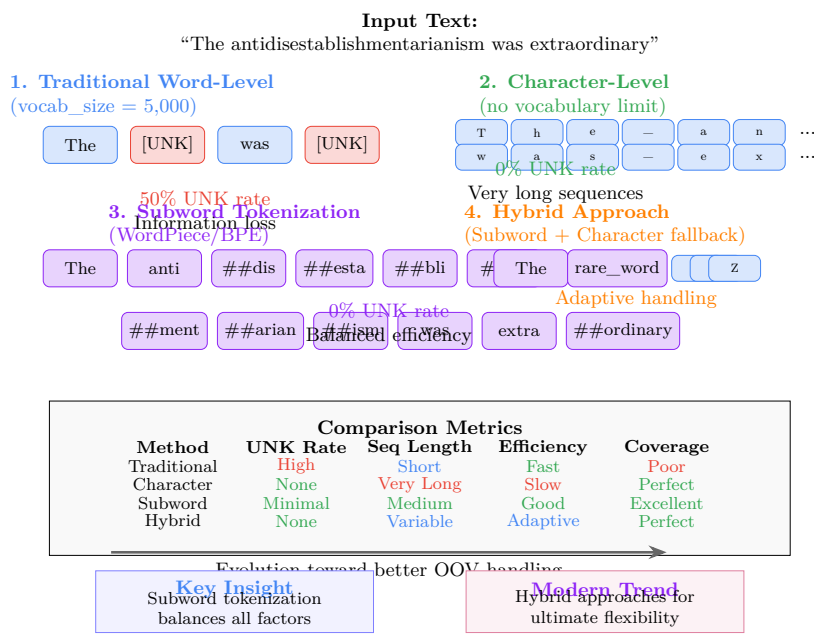 Input Text:
“The antidisestablishmentarianism was extraordinary”
1. Traditional Word-Level
(vocab_size = 5,000)
The [UNK] was [UNK]
50% UNK rate
Information loss
2. Character-Level
(no vocabulary limit)
T h e — a n ...
w a s — e x ...
0% UNK rate
Very long sequences
3. Subword Tokenization
(WordPiece/BPE)
The anti ##dis ##esta ##bli
##ment ##arian ##ism was extra ##ordinary
0% UNK rate
Balanced efficiency
4. Hybrid Approach
(Subword + Character fallback)
The rare_word z
Adaptive handling
Comparison Metrics
Method UNK Rate Seq Length Efficiency Coverage
Traditional High Short Fast Poor
Character None Very Long Slow Perfect
Subword Minimal Medium Good Excellent
Hybrid None Variable Adaptive Perfect
Evolution toward better OOV handling
Key Insight
Subword tokenization
balances all factors
Modern Trend
Hybrid approaches for
ultimate flexibility